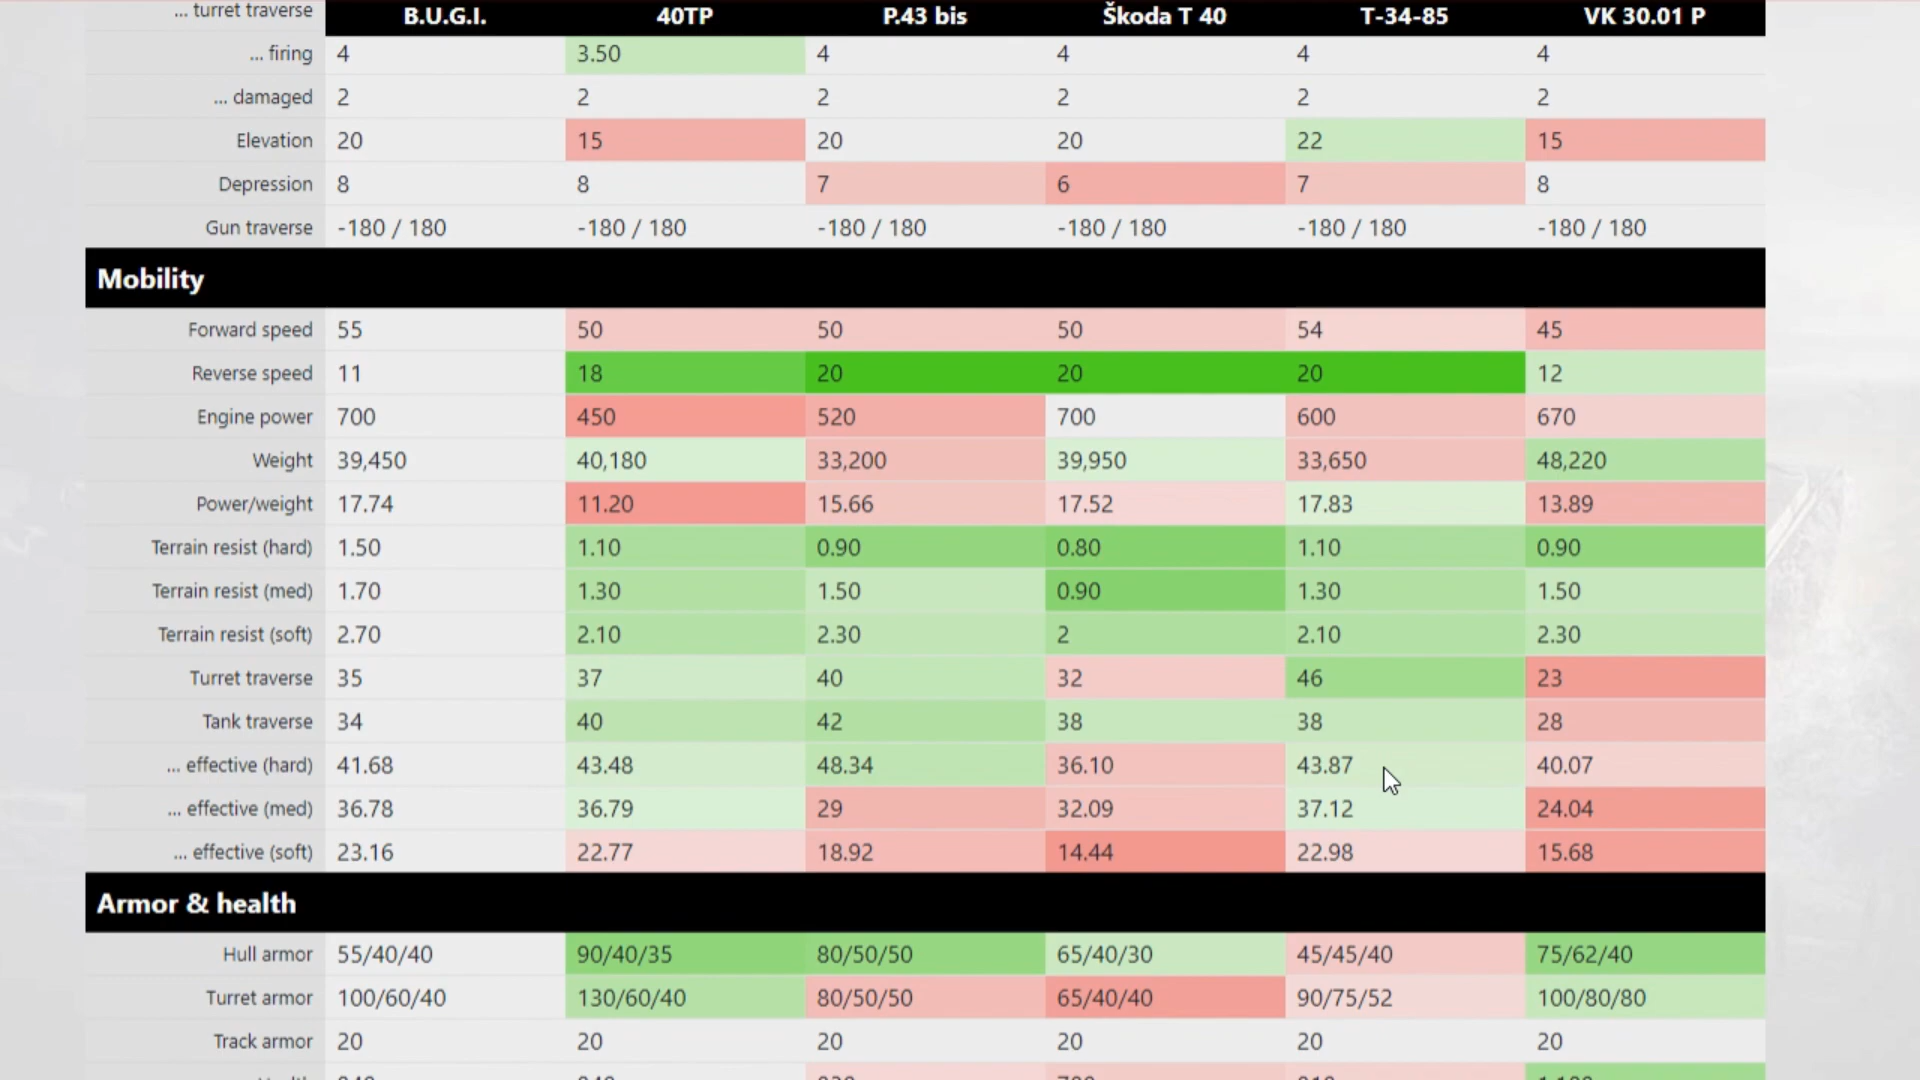 ... turret traverse B.U.G.I. 40TP P.43 bis Škoda T 40 T-34-85 VK 30.01 P
... firing 4 3.50 4 4 4 4
... damaged 2 2 2 2 2 2
Elevation 20 15 20 20 22 15
Depression 8 8 7 6 7 8
Gun traverse -180 / 180 -180 / 180 -180 / 180 -180 / 180 -180 / 180 -180 / 180
Mobility
Forward speed 55 50 50 50 54 45
Reverse speed 11 18 20 20 20 12
Engine power 700 450 520 700 600 670
Weight 39,450 40,180 33,200 39,950 33,650 48,220
Power/weight 17.74 11.20 15.66 17.52 17.83 13.89
Terrain resist (hard) 1.50 1.10 0.90 0.80 1.10 0.90
Terrain resist (med) 1.70 1.30 1.50 0.90 1.30 1.50
Terrain resist (soft) 2.70 2.10 2.30 2 2.10 2.30
Turret traverse 35 37 40 32 46 23
Tank traverse 34 40 42 38 38 28
... effective (hard) 41.68 43.48 48.34 36.10 43.87 40.07
... effective (med) 36.78 36.79 29 32.09 37.12 24.04
... effective (soft) 23.16 22.77 18.92 14.44 22.98 15.68
Armor & health
Hull armor 55/40/40 90/40/35 80/50/50 65/40/30 45/45/40 75/62/40
Turret armor 100/60/40 130/60/40 80/50/50 65/40/40 90/75/52 100/80/80
Track armor 20 20 20 20 20 20